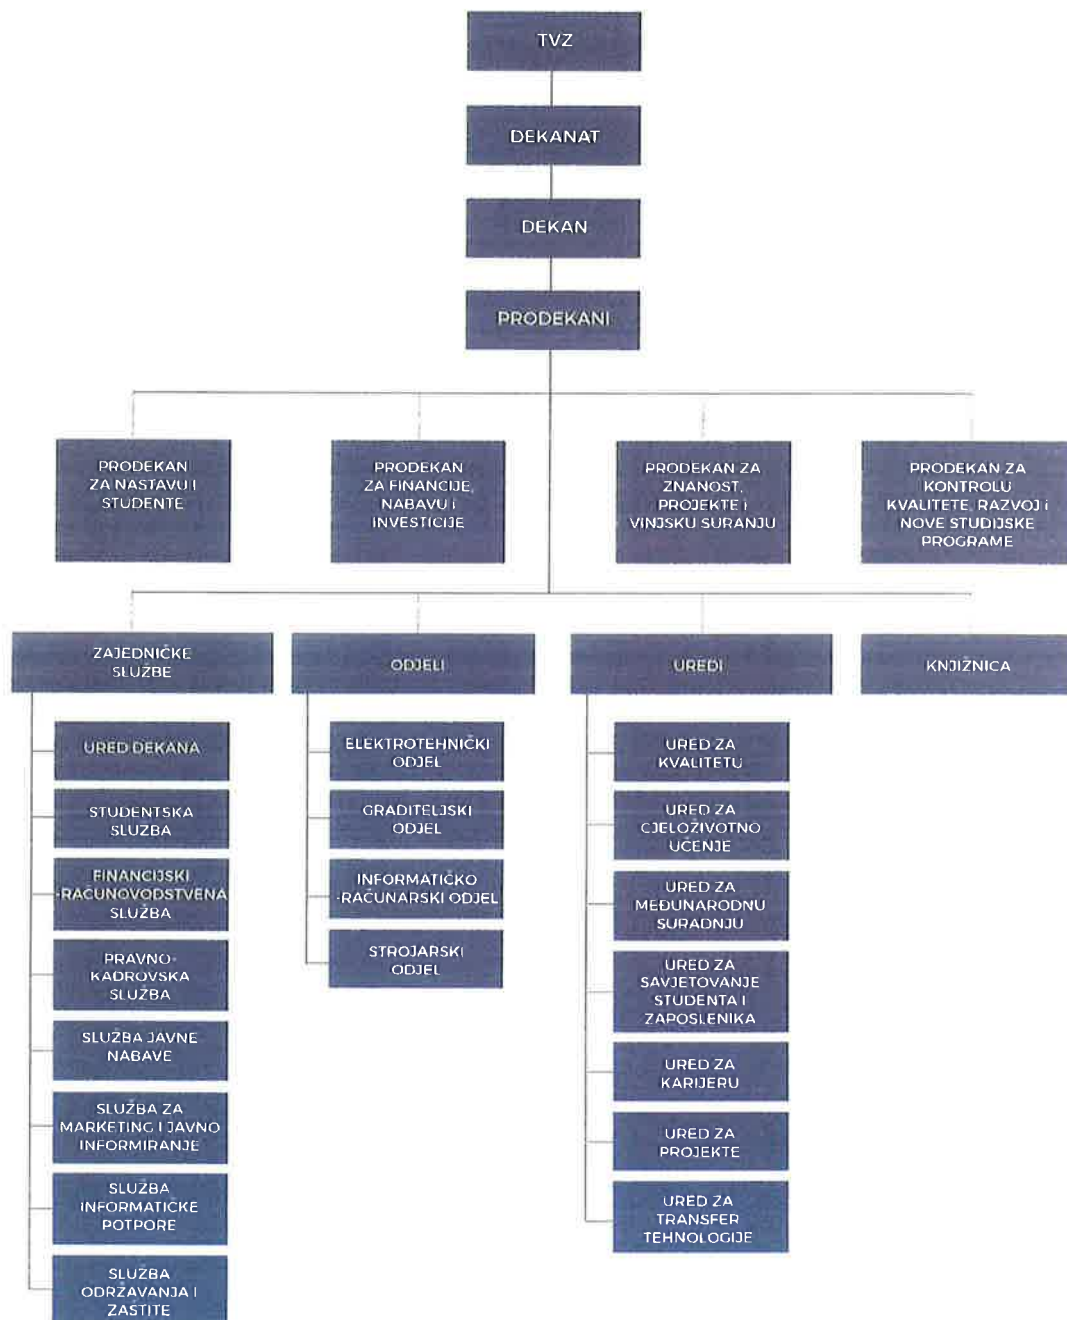 TVZ
DEKANAT
DEKAN
PRODEKANI
PRODEKAN
ZA NASTAVU I
STUDENTE
PRODEKAN
ZA FINANCIJE,
NABAVU I
INVESTICIJE
PRODEKAN ZA
ZNANOST,
PROJEKTE i
VINJSKU SURANJU
PRODEKAN ZA
KONTROLU
KVALITETE, RAZVOJ i
NOVE STUDIJSKE
PROGRAME
ZAJEDNIČKE
SLUŽBE
URED DEKANA
STUDENTSKA
SLUŽBA
FINANCIJSKI
-RAČUNOVODSTVENA
SLUŽBA
PRAVNO-
KADROVSKA
SLUŽBA
SLUŽBA JAVNE
NABAVE
SLUŽBA ZA
MARKETING I JAVNO
INFORMIRANJE
SLUŽBA
INFORMATIČKE
POTPORE
SLUŽBA
ODRŽAVANJA I
ZAŠTITE
ODJELI
ELEKTROTEHNIČKI
ODJEL
GRADITELJSKI
ODJEL
INFORMATIČKO
-RAČUNARSKI ODJEL
STROJARSKI
ODJEL
UREDI
URED ZA
KVALITETU
URED ZA
CJELOŽIVOTNO
UČENJE
URED ZA
MEĐUNARODNU
SURADNJU
URED ZA
SAVJETOVANJE
STUDENTA I
ZAPOSLENIKA
URED ZA
KARIJERU
URED ZA
PROJEKTE
URED ZA
TRANSFER
TEHNOLOGIJE
KNJIŽNICA